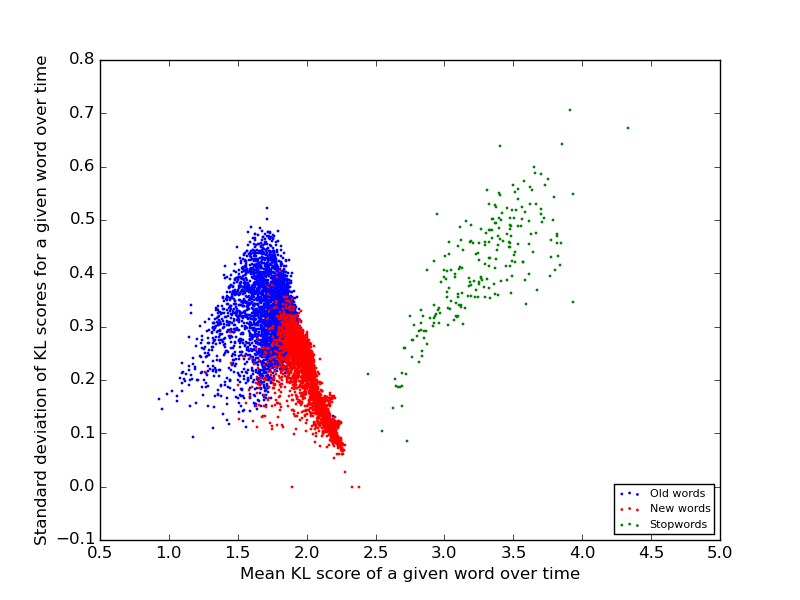 Standard deviation of KL scores for a given word over time
0.8
0.7
0.6
0.5
0.4
0.3
0.2
0.1
0.0
−0.1
0.5 1.0 1.5 2.0 2.5 3.0 3.5 4.0 4.5 5.0
Mean KL score of a given word over time
Old words
New words
Stopwords